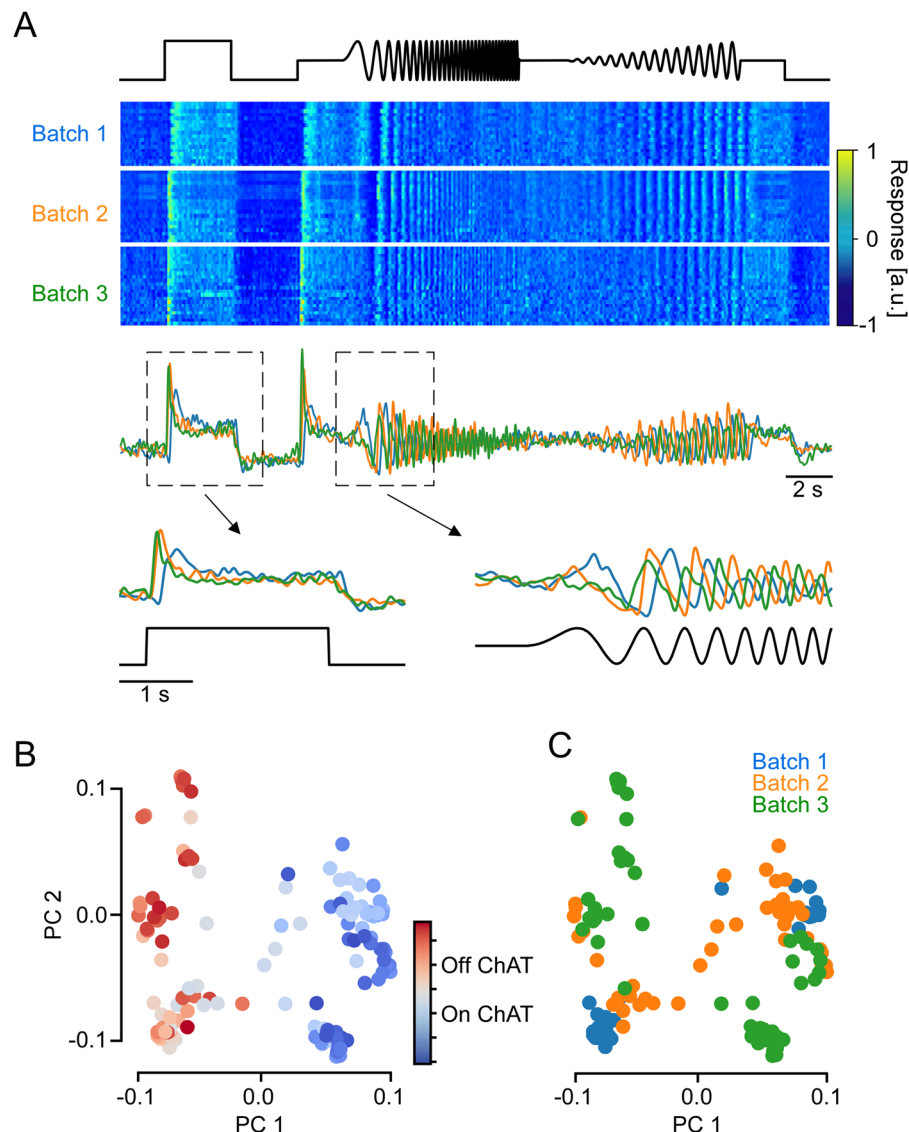 A
Batch 1
Batch 2
Batch 3
1
0
-1
Response [a.u.]
2 s
1 s
B
C
Batch 1
Batch 2
Batch 3
0.1
0.0
-0.1
PC 2
Off ChAT
On ChAT
-0.1 0.0 0.1
PC 1
-0.1 0.0 0.1
PC 1